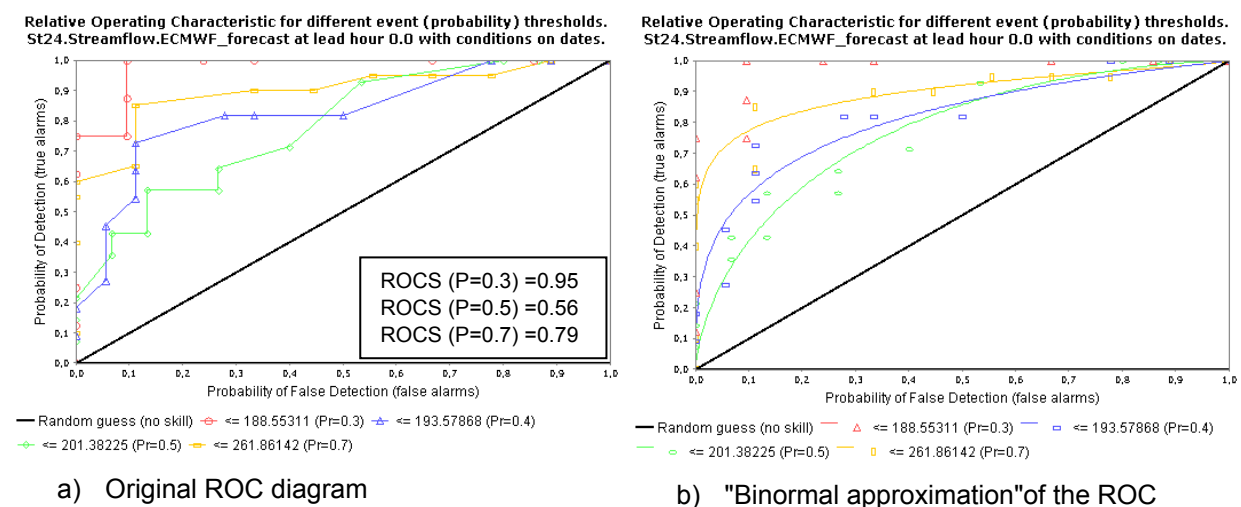 Relative Operating Characteristic for different event (probability) thresholds.
St24.Streamflow.ECMWF_forecast at lead hour 0.0 with conditions on dates.
Probability of Detection (true alarms)
1,0
0,9
0,8
0,7
0,6
0,5
0,4
0,3
0,2
0,1
0,0
ROCS (P=0.3) =0.95
ROCS (P=0.5) =0.56
ROCS (P=0.7) =0.79
0,0 0,1 0,2 0,3 0,4 0,5 0,6 0,7 0,8 0,9 1,0
Probability of False Detection (false alarms)
Random guess (no skill) <= 188.55311 (Pr=0.3) <= 193.57868 (Pr=0.4)
<= 201.38225 (Pr=0.5) <= 261.86142 (Pr=0.7)
a) Original ROC diagram
Relative Operating Characteristic for different event (probability) thresholds.
St24.Streamflow.ECMWF_forecast at lead hour 0.0 with conditions on dates.
Probability of Detection (true alarms)
1,0
0,9
0,8
0,7
0,6
0,5
0,4
0,3
0,2
0,1
0,0
0,0 0,1 0,2 0,3 0,4 0,5 0,6 0,7 0,8 0,9 1,0
Probability of False Detection (false alarms)
Random guess (no skill) <= 188.55311 (Pr=0.3) <= 193.57868 (Pr=0.4)
<= 201.38225 (Pr=0.5) <= 261.86142 (Pr=0.7)
b) "Binormal approximation"of the ROC